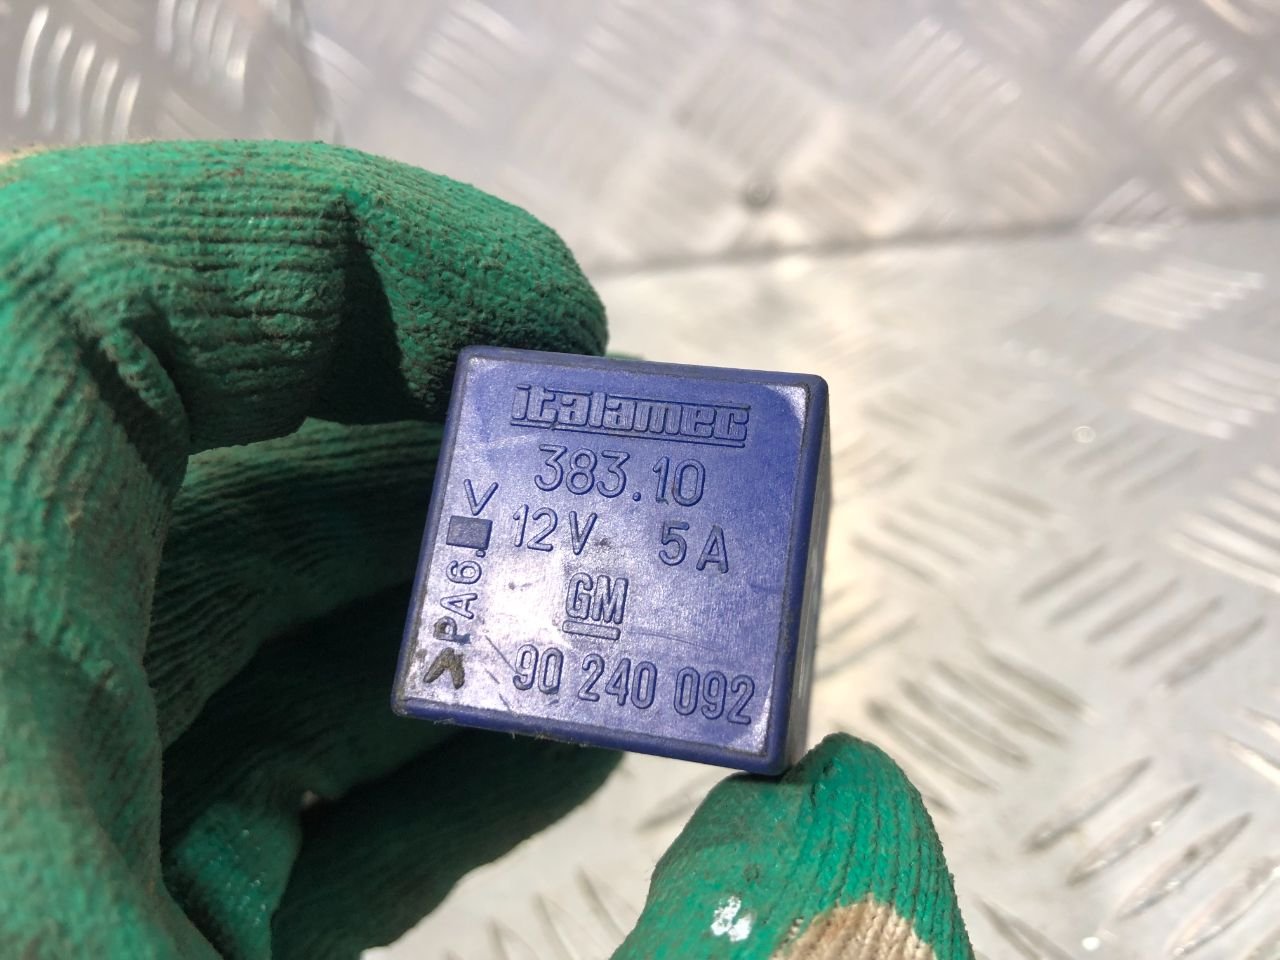 italamec
383.10
12V 5A
GM
90 240 092
>PA6.■<